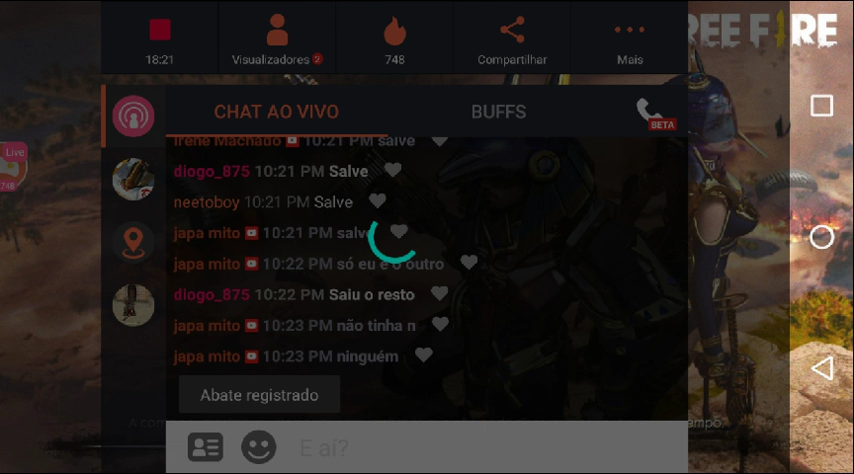 18:21
Visualizadores 2
748
Compartilhar
Mais
REE FIRE
CHAT AO VIVO
BUFFS
BETA
Live
748
Irene Machado 10:21 PM salve
diogo_875 10:21 PM Salve
neetoboy 10:21 PM Salve
japa mito 10:21 PM salve
japa mito 10:22 PM só eu e o outro
diogo_875 10:22 PM Saiu o resto
japa mito 10:23 PM não tinha n
japa mito 10:23 PM ninguém
Abate registrado
E aí?